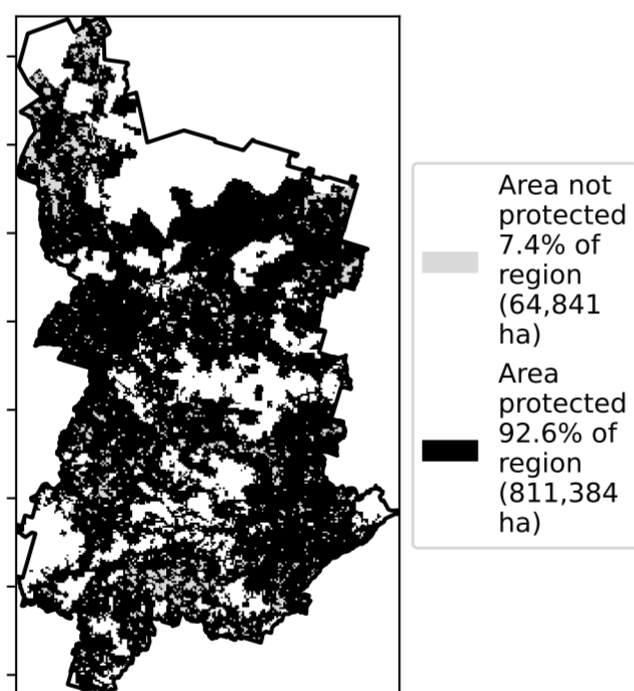 Area not
protected
7.4% of
region
(64,841
ha)
Area
protected
92.6% of
region
(811,384
ha)